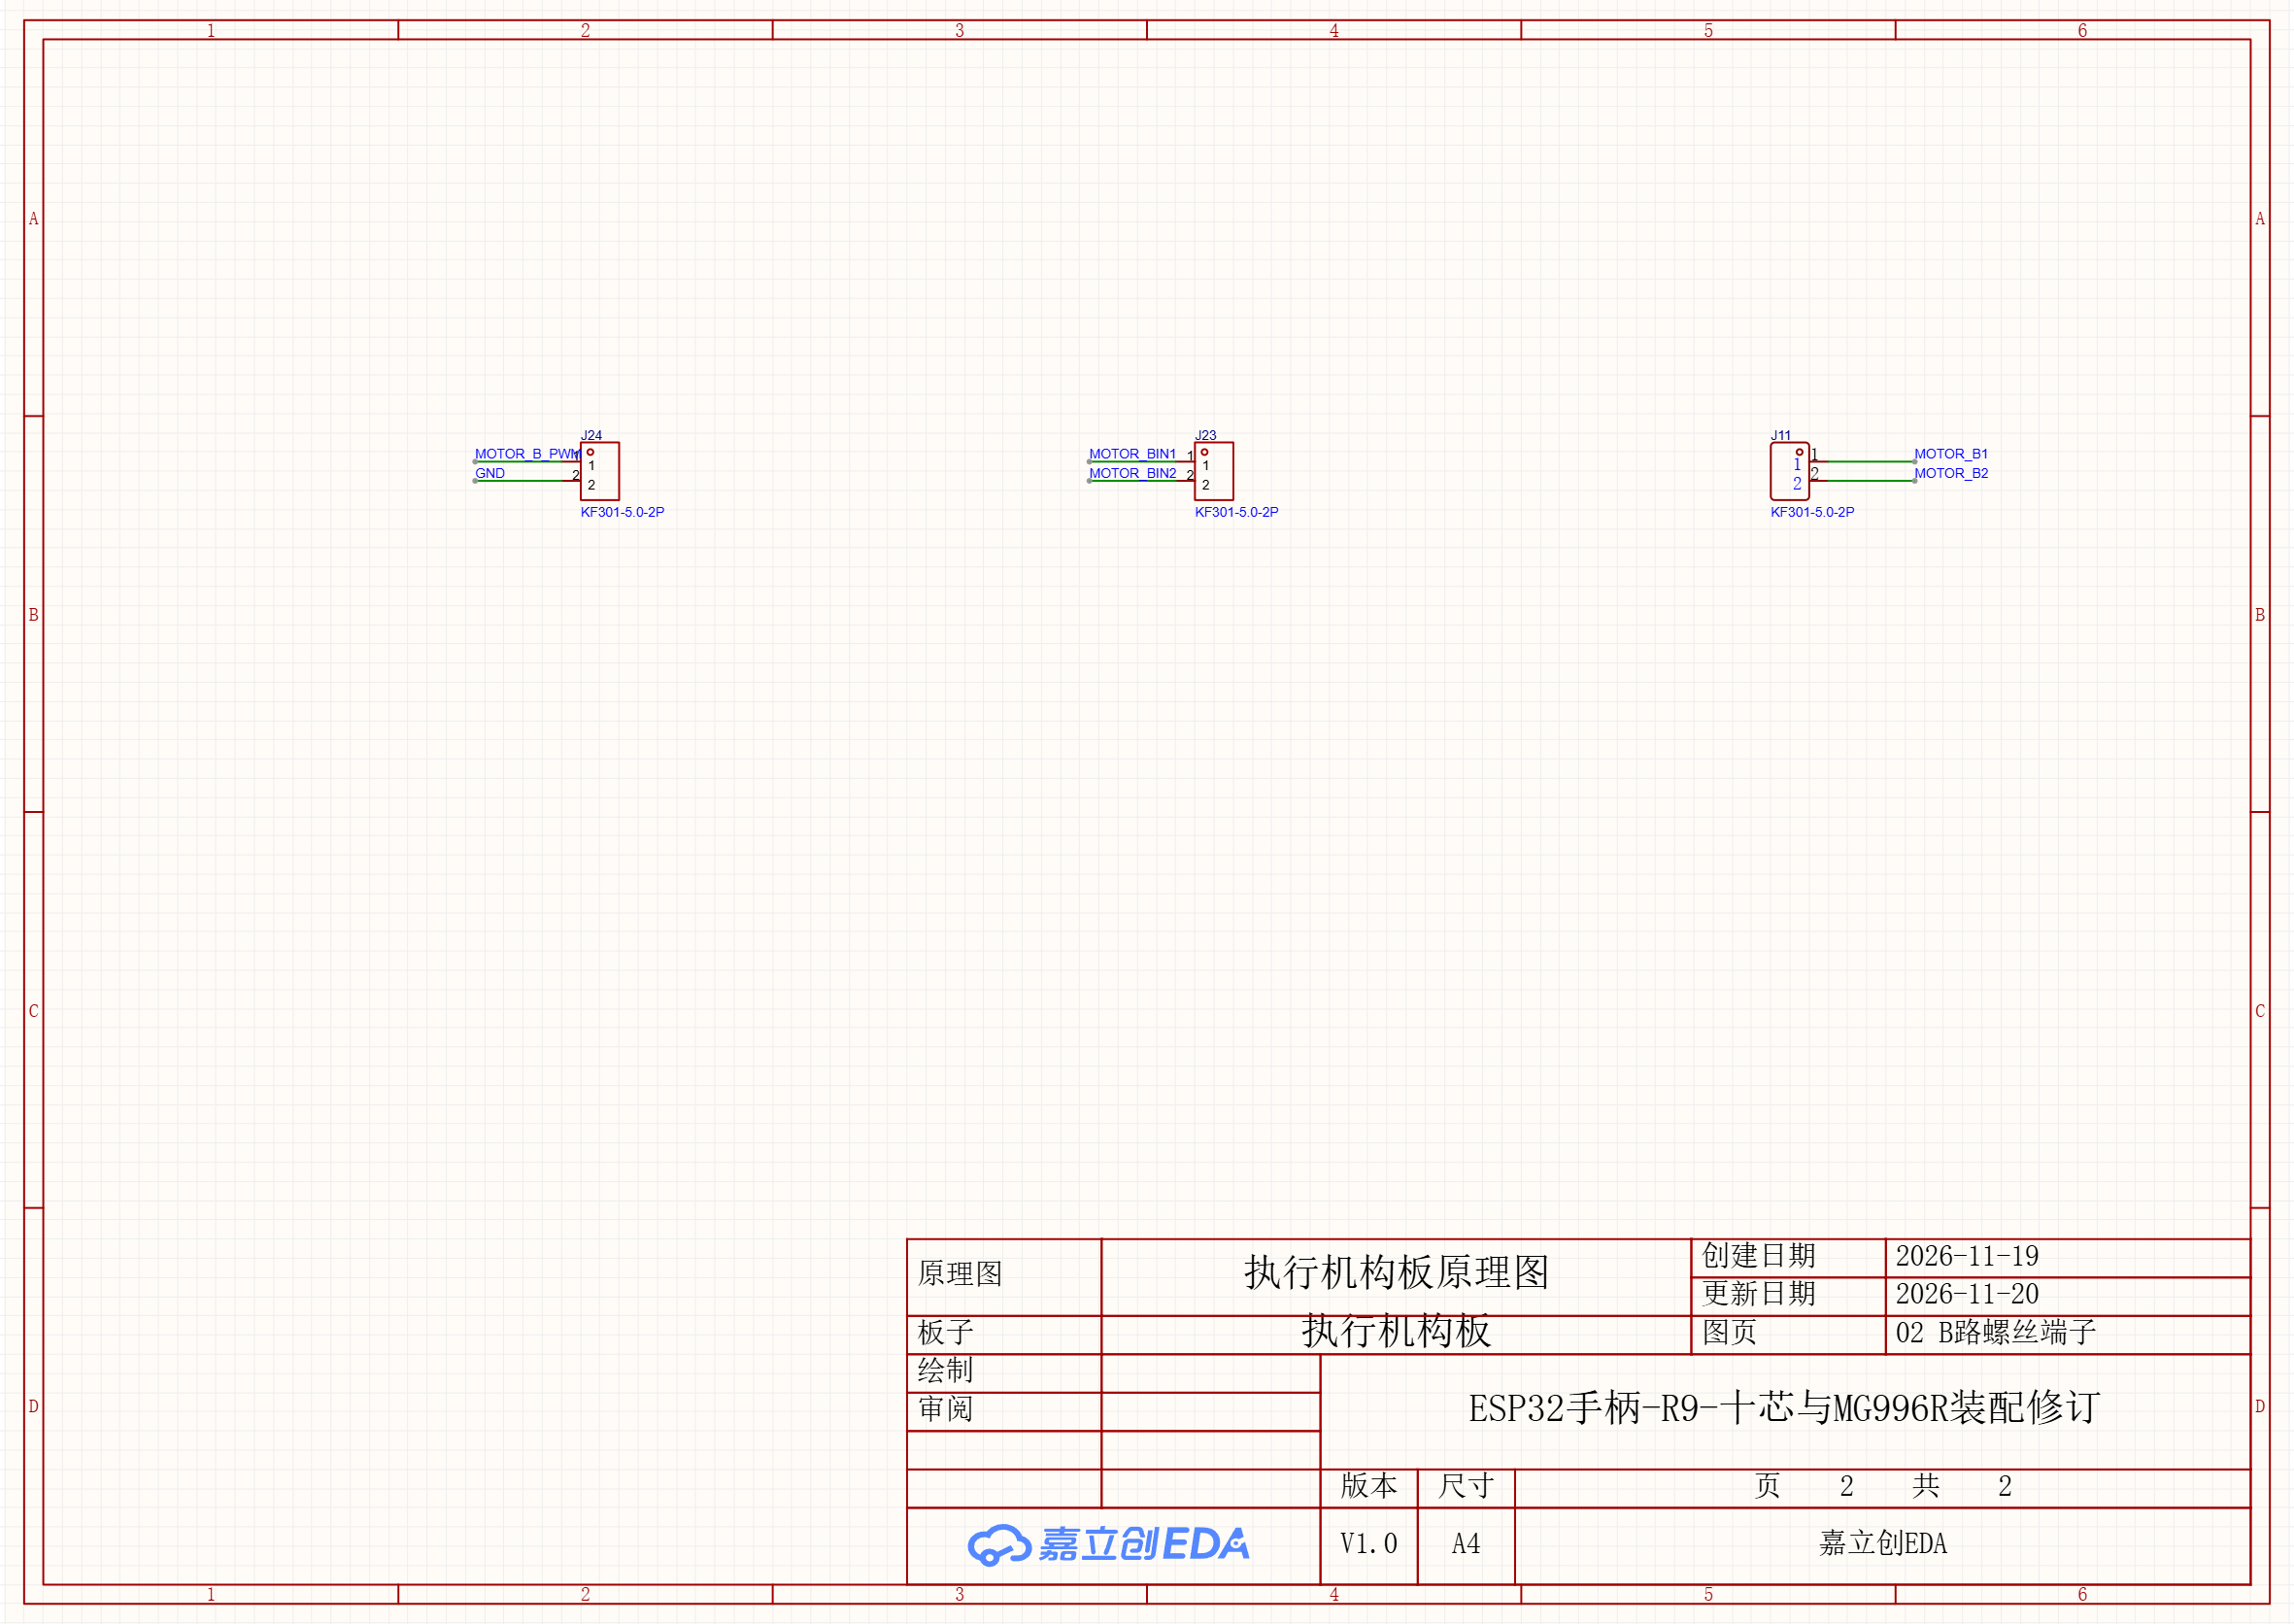 1 2 3 4 5 6
A A
J24 J23 J11
MOTOR_B_PWM 1 1 MOTOR_BIN1 1 1 1 1 MOTOR_B1
GND 2 2 MOTOR_BIN2 2 2 2 2 MOTOR_B2
KF301-5.0-2P KF301-5.0-2P KF301-5.0-2P
B B
C C
原理图 执行机构板原理图 创建日期 2026-11-19
更新日期 2026-11-20
板子 执行机构板 图页 02 B路螺丝端子
绘制
审阅 ESP32手柄-R9-十芯与MG996R装配修订
D D
版本 尺寸 页 2 共 2
嘉立创EDA V1.0 A4 嘉立创EDA
1 2 3 4 5 6